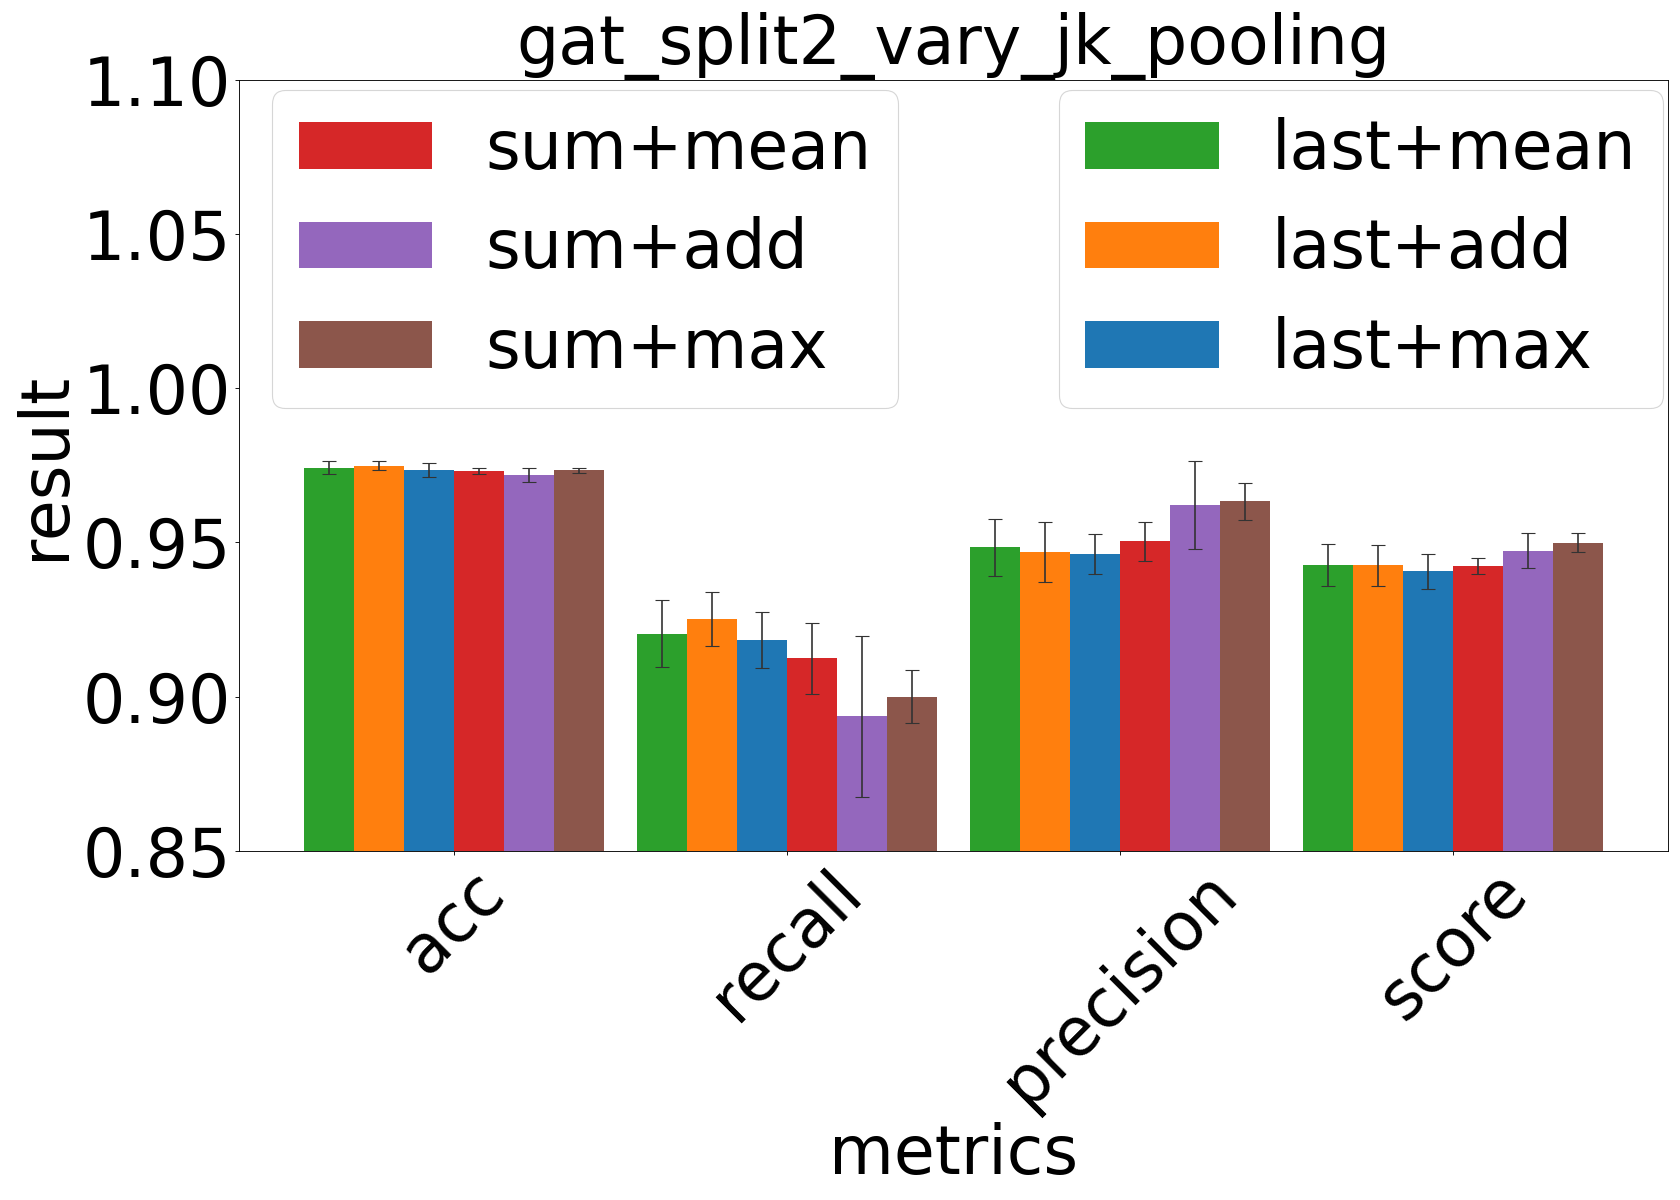 gat_split2_vary_jk_pooling
1.10
1.05
1.00
0.95
0.90
0.85
result
sum+mean
sum+add
sum+max
last+mean
last+add
last+max
acc
recall
precision
score
metrics